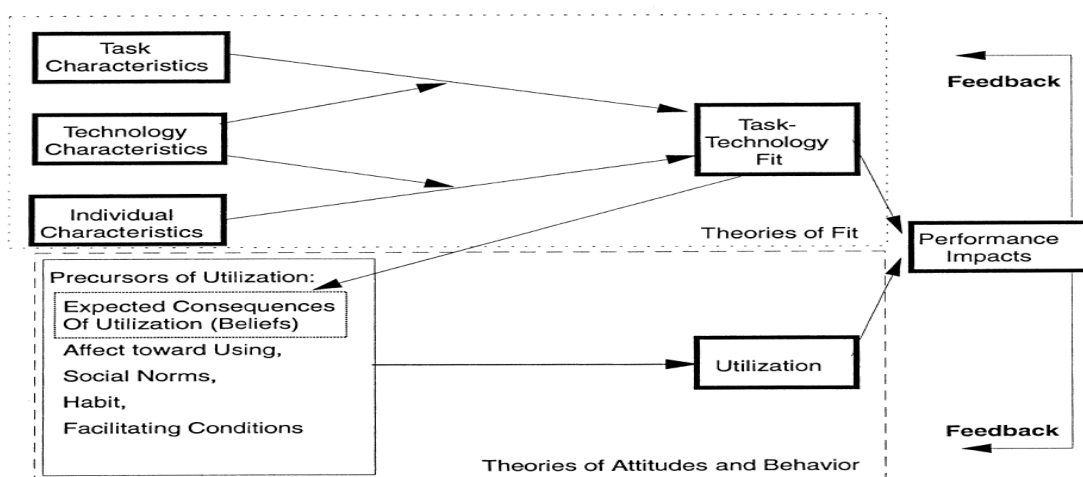 Task
Characteristics
Technology
Characteristics
Individual
Characteristics
Task-
Technology
Fit
Theories of Fit
Feedback
Performance
Impacts
Precursors of Utilization:
Expected Consequences
Of Utilization (Beliefs)
Affect toward Using,
Social Norms,
Habit,
Facilitating Conditions
Utilization
Theories of Attitudes and Behavior
Feedback